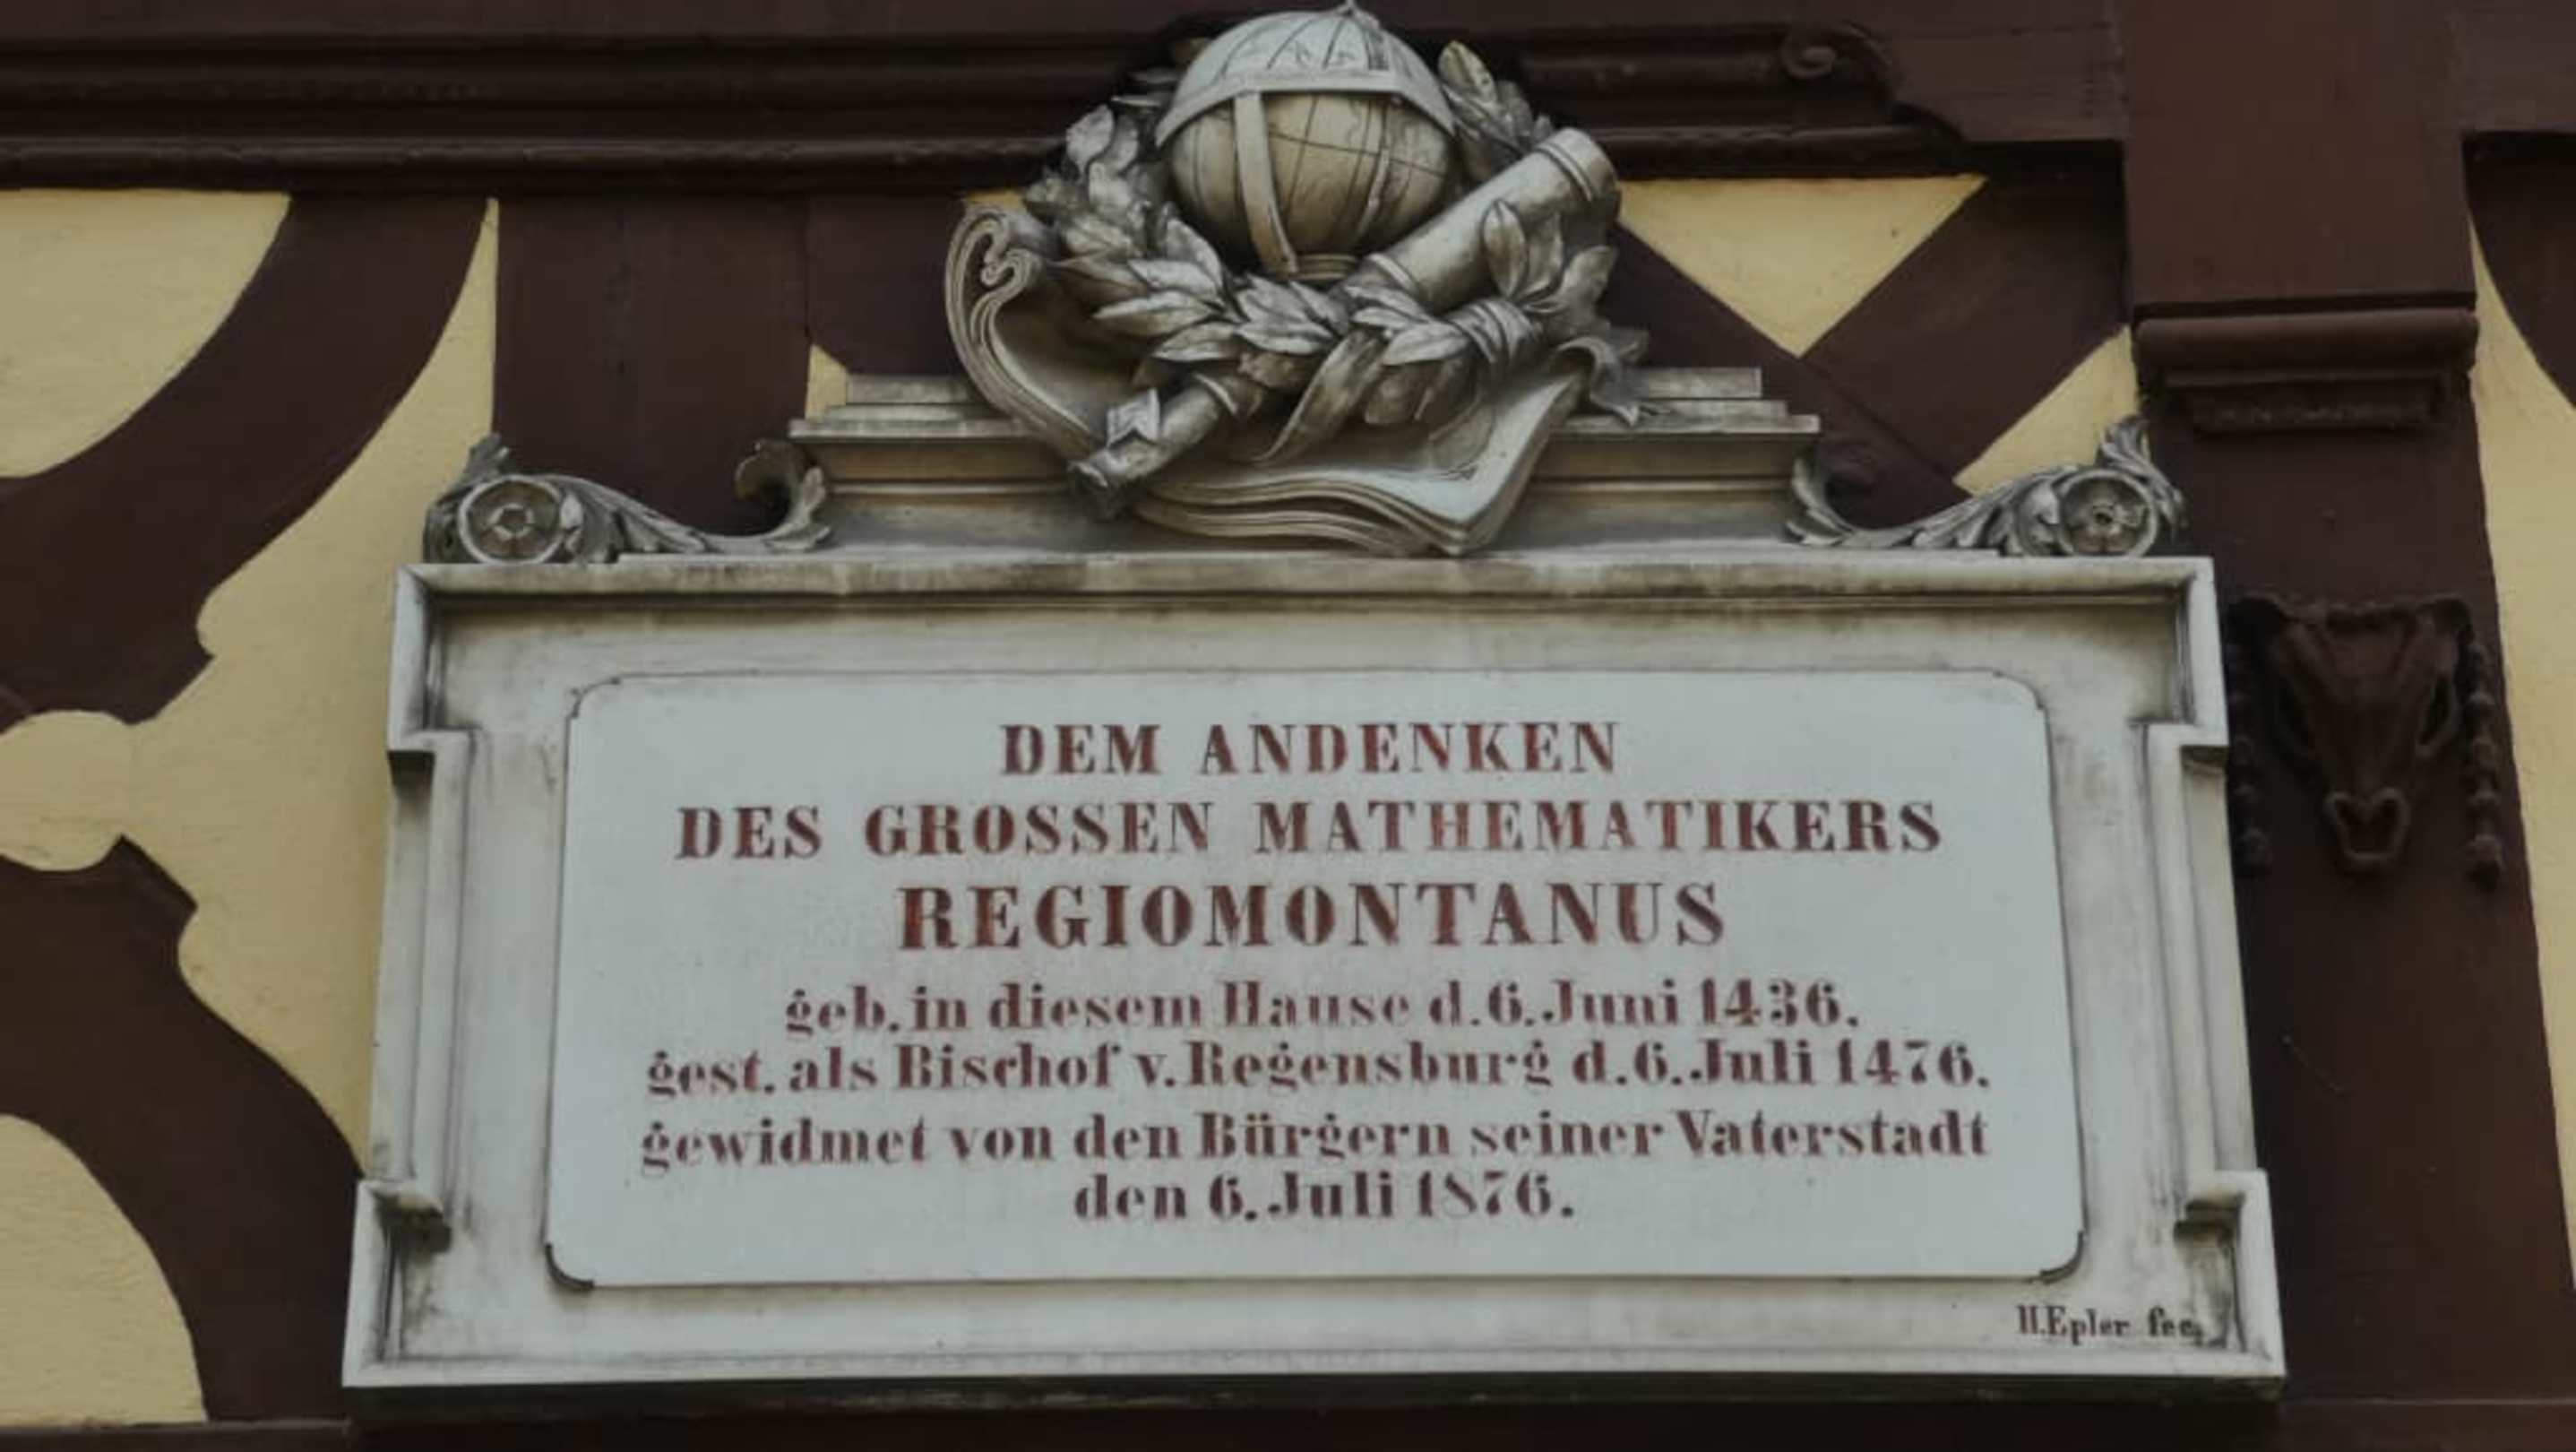 DEM ANDENKEN
DES GROSSEN MATHEMATIKERS
REGIOMONTANUS
geb. in diesem Hause d. 6. Juni 1436.
gest. als Bischof v. Regensburg d. 6. Juli 1476.
gewidmet von den Bürgern seiner Vaterstadt
den 6. Juli 1876.
H. Epler fec.